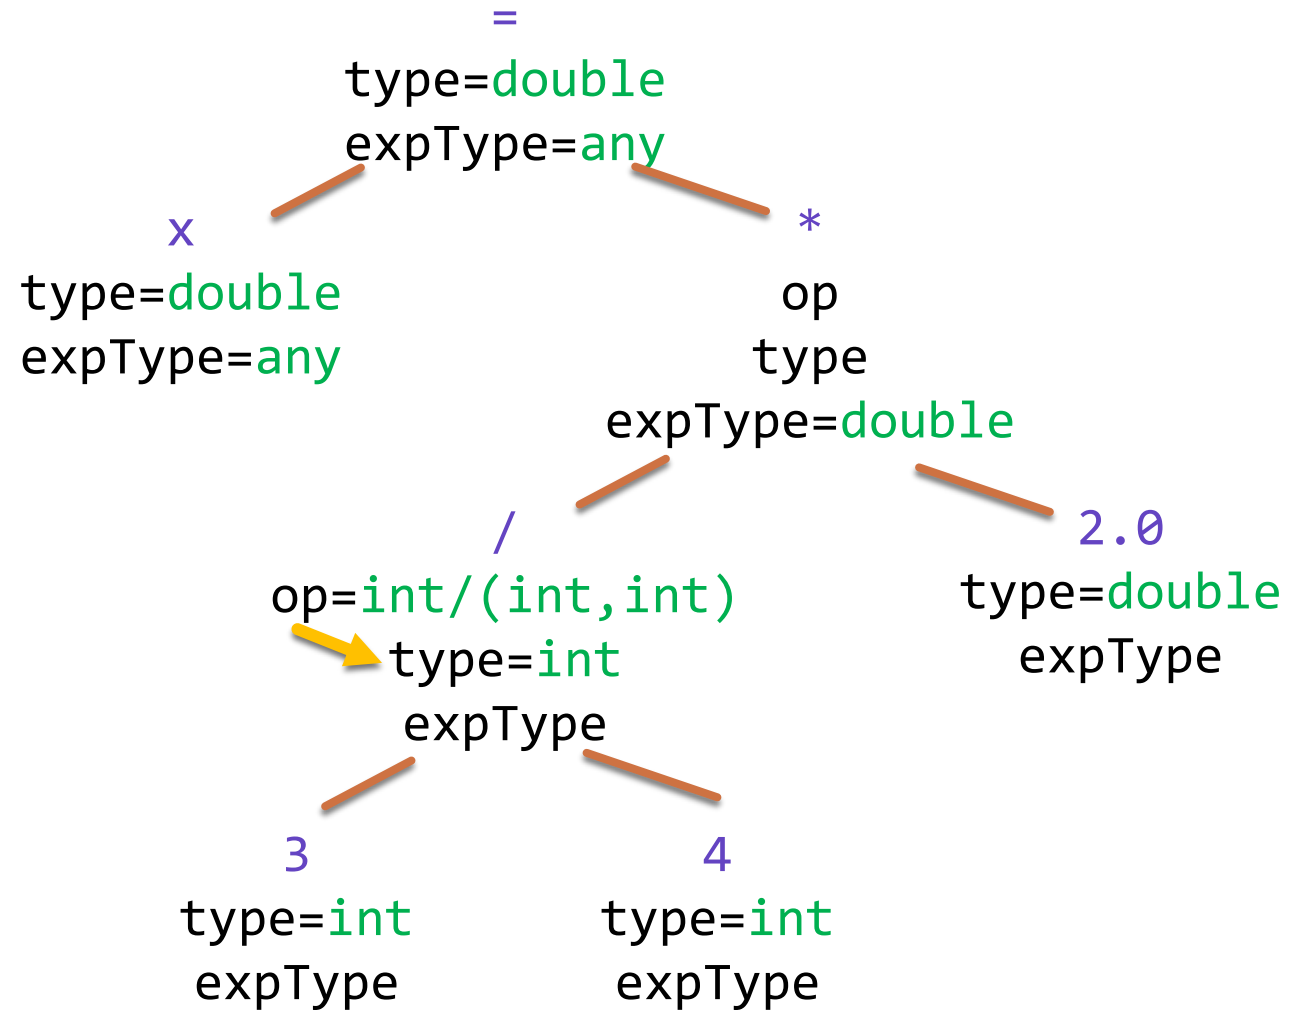 =
type=double
expType=any
x
type=double
expType=any
*
op
type
expType=double
/
op=int/(int,int)
type=int
expType
2.0
type=double
expType
3
type=int
expType
4
type=int
expType